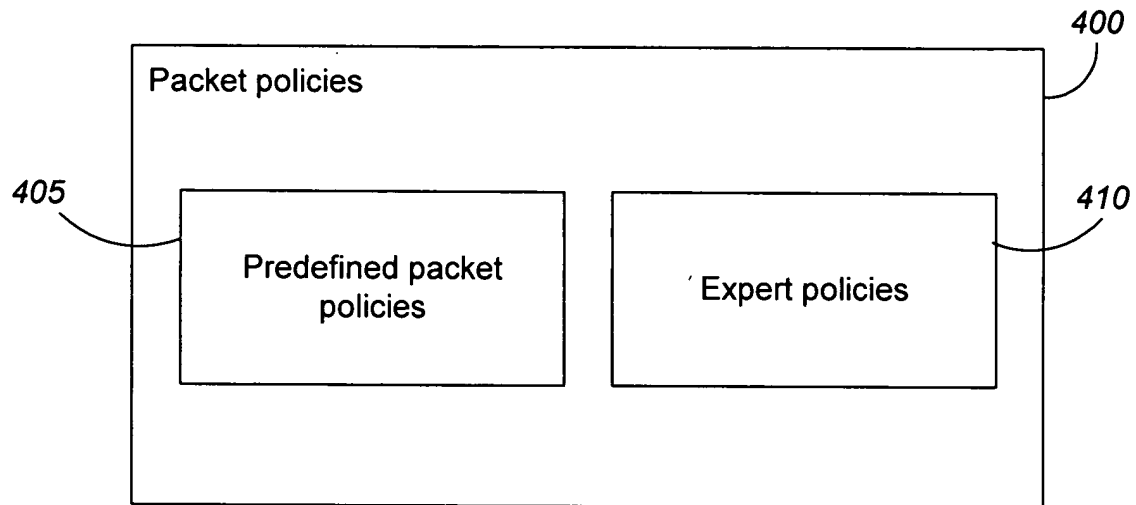 400
Packet policies
405
410
Predefined packet
policies
Expert policies